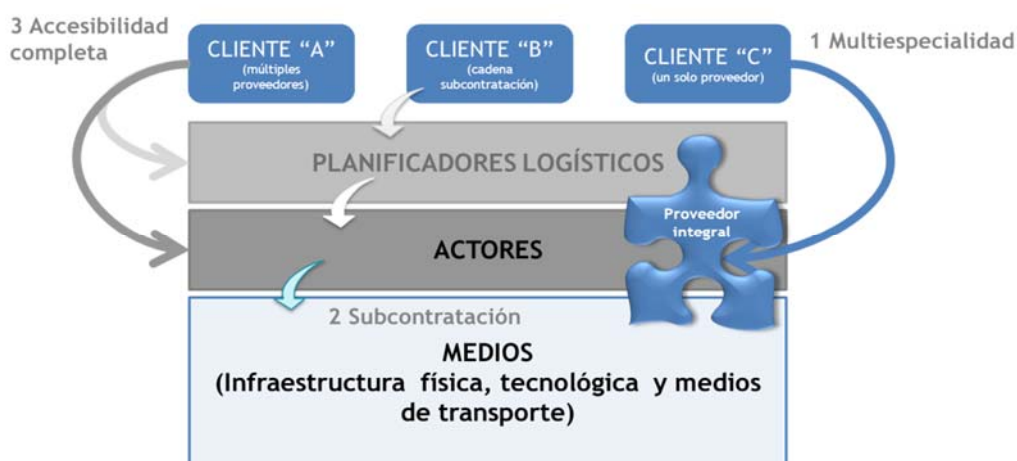 3 Accesibilidad
completa
CLIENTE “A”
(múltiples
proveedores)
CLIENTE “B”
(cadena
subcontratación)
CLIENTE “C”
(un solo proveedor)
1 Multiespecialidad
PLANIFICADORES LOGÍSTICOS
Proveedor
integral
ACTORES
2 Subcontratación
MEDIOS
(Infraestructura física, tecnológica y medios
de transporte)